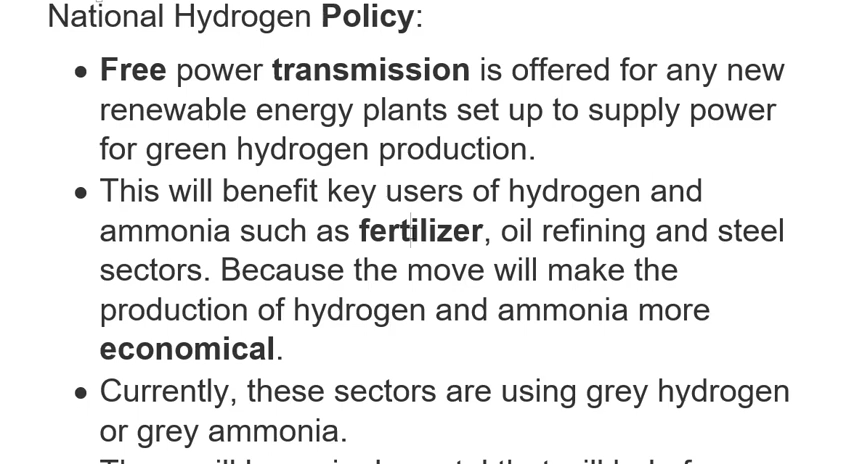 National Hydrogen Policy:
• Free power transmission is offered for any new
renewable energy plants set up to supply power
for green hydrogen production.
• This will benefit key users of hydrogen and
ammonia such as fertilizer, oil refining and steel
sectors. Because the move will make the
production of hydrogen and ammonia more
economical.
• Currently, these sectors are using grey hydrogen
or grey ammonia.